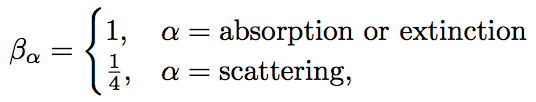 β_α = { 1, α = absorption or extinction
1/4, α = scattering,